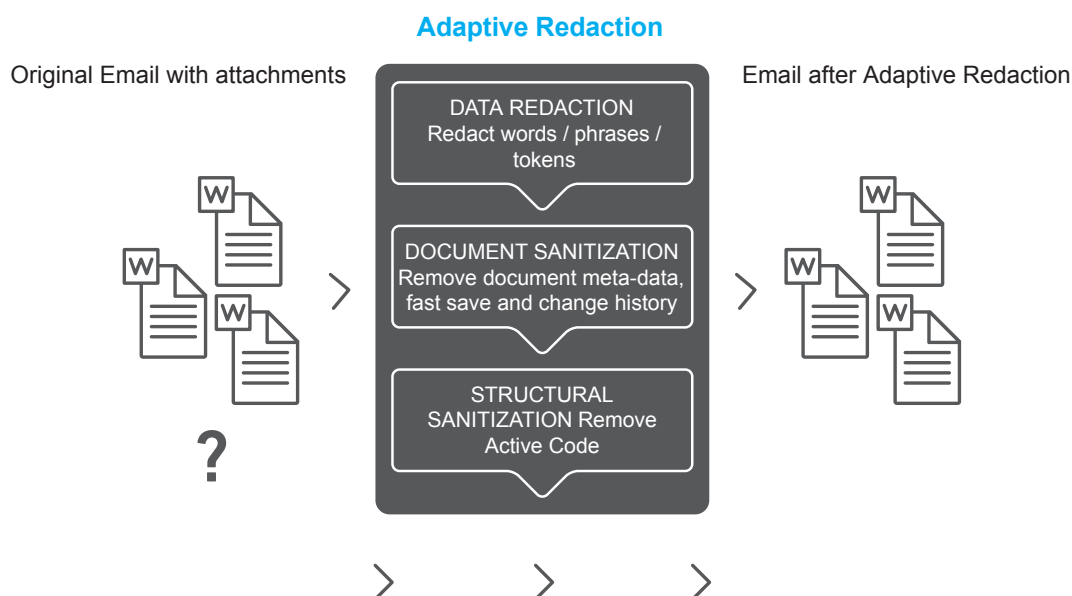 Adaptive Redaction
Original Email with attachments
DATA REDACTION
Redact words / phrases /
tokens
DOCUMENT SANITIZATION
Remove document meta-data,
fast save and change history
STRUCTURAL
SANITIZATION Remove
Active Code
Email after Adaptive Redaction
W
W
W
?
W
W
W